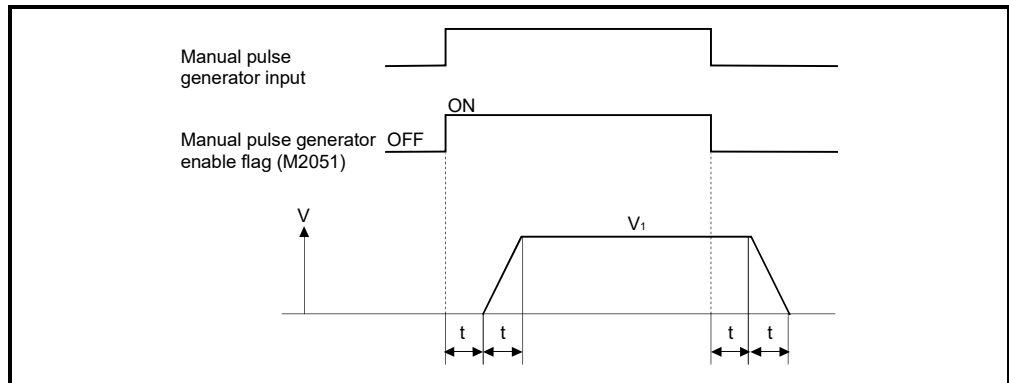 Manual pulse
generator input
ON
Manual pulse generator OFF
enable flag (M2051)
V
V₁
t t t t